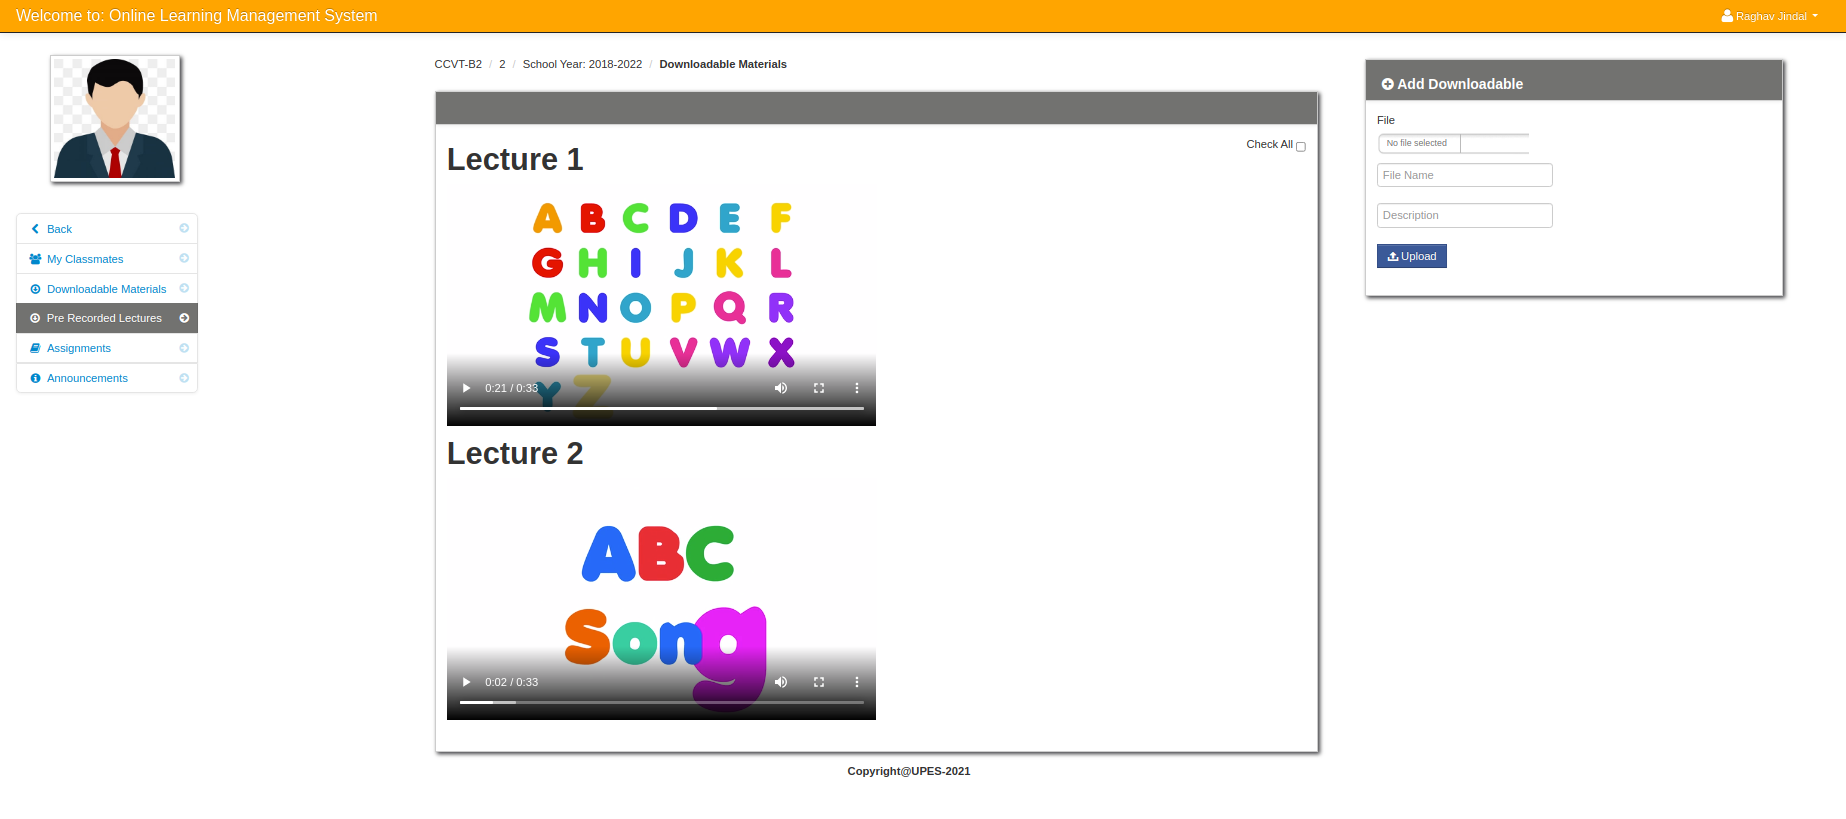 Welcome to: Online Learning Management System
Raghav Jindal
Back
My Classmates
Downloadable Materials
Pre Recorded Lectures
Assignments
Announcements
CCVT-B2 / 2 / School Year: 2018-2022 / Downloadable Materials
Check All
Lecture 1
A B C D E F
G H I J K L
M N O P Q R
S T U V W X
Y Z
0:21 / 0:33
Lecture 2
ABC
Song
0:02 / 0:33
Add Downloadable
File
No file selected
File Name
Description
Upload
Copyright@UPES-2021